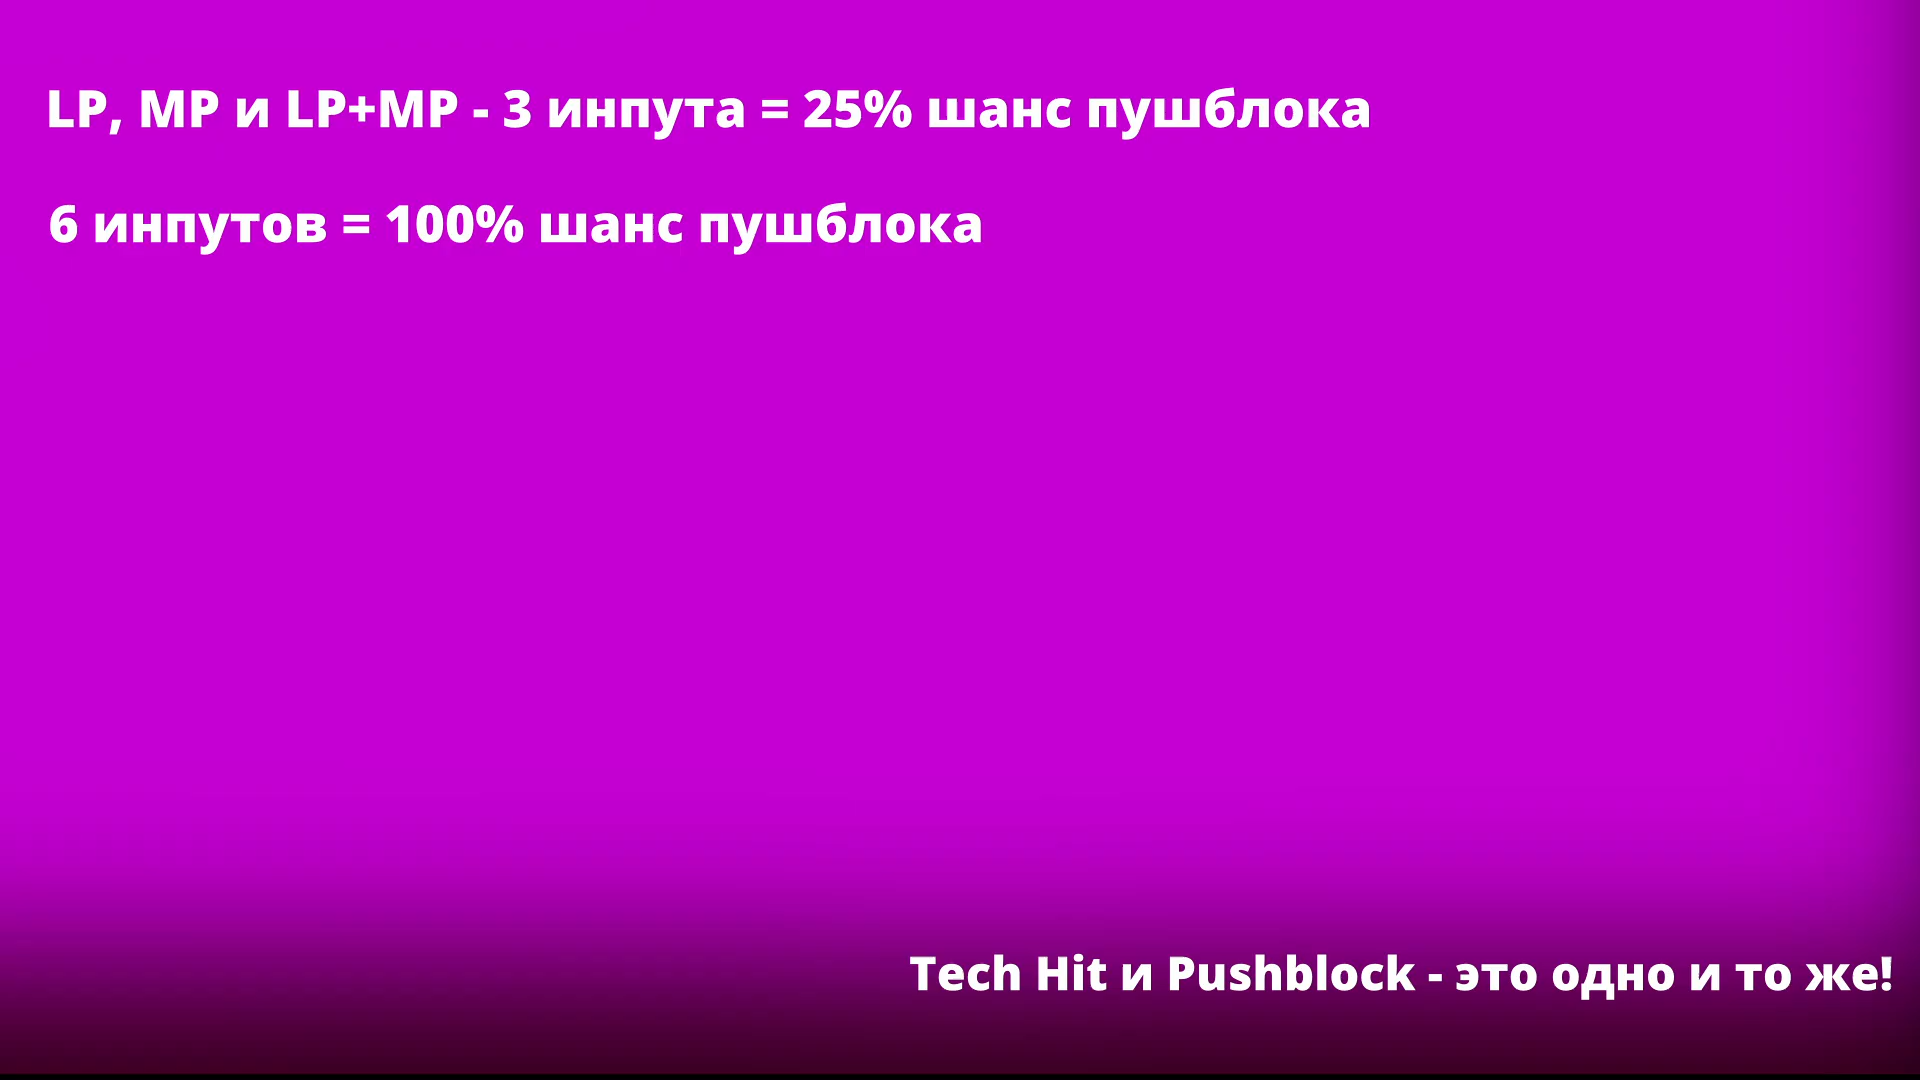 LP, MP и LP+MP - 3 инпута = 25% шанс пушблока
6 инпутов = 100% шанс пушблока
Tech Hit и Pushblock - это одно и то же!